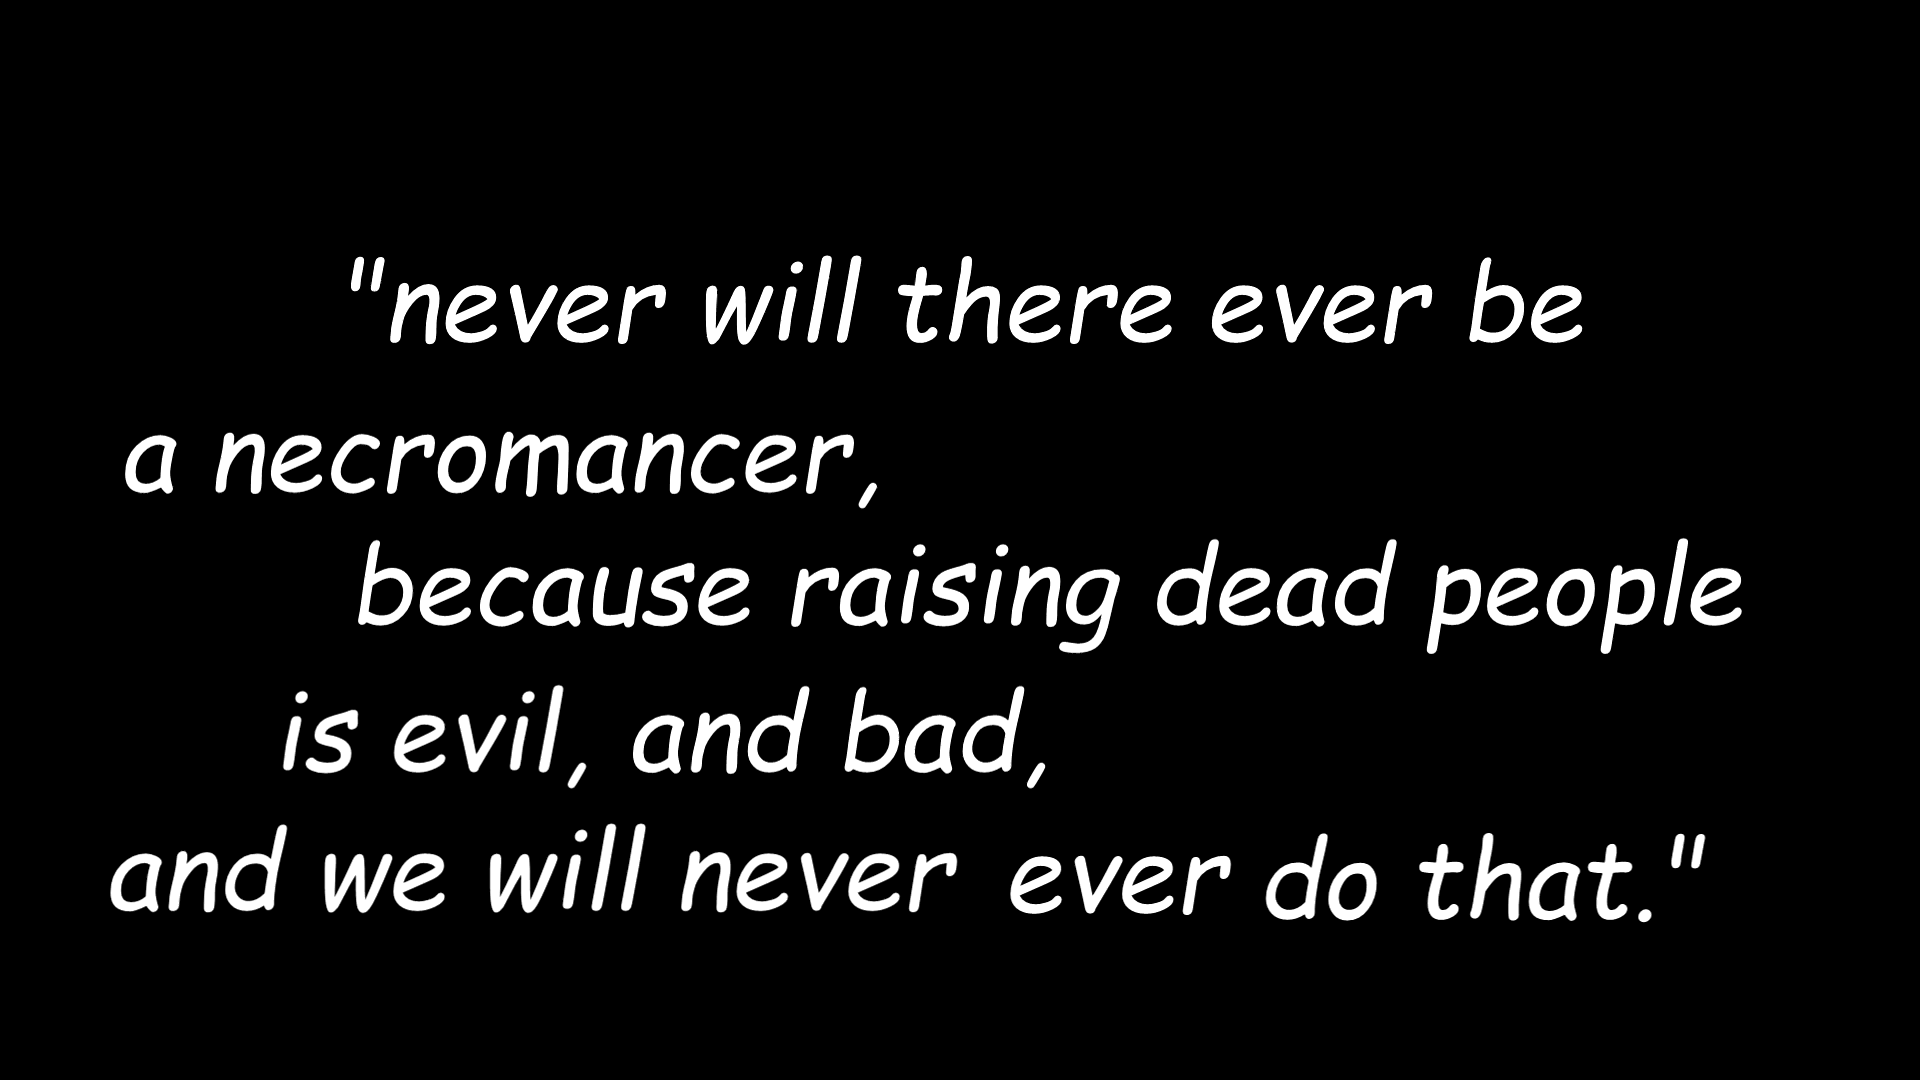 "never will there ever be
a necromancer,
because raising dead people
is evil, and bad,
and we will never ever do that."